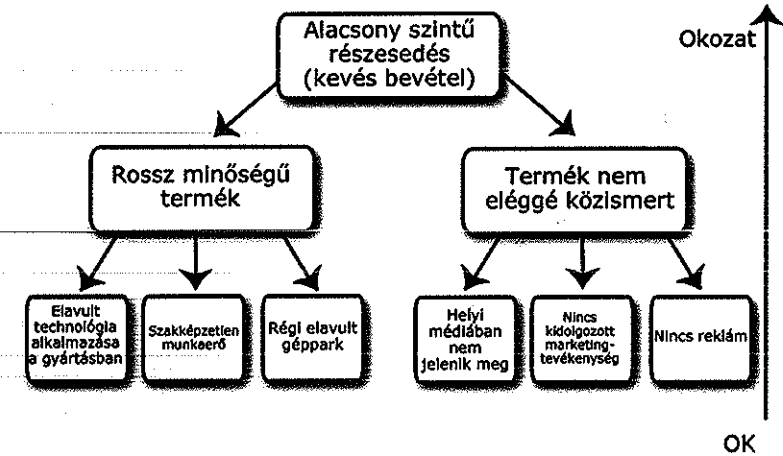 Alacsony szintű
részesedés
(kevés bevétel)
Okozat
Rossz minőségű
termék
Termék nem
eléggé közismert
Elavult
technológia
alkalmazása
a gyártásban
Szakképzetlen
munkaerő
Régi elavult
géppark
Helyi
médiában
nem
jelenik meg
Nincs
kidolgozott
marketing-
tevékenység
Nincs reklám
OK